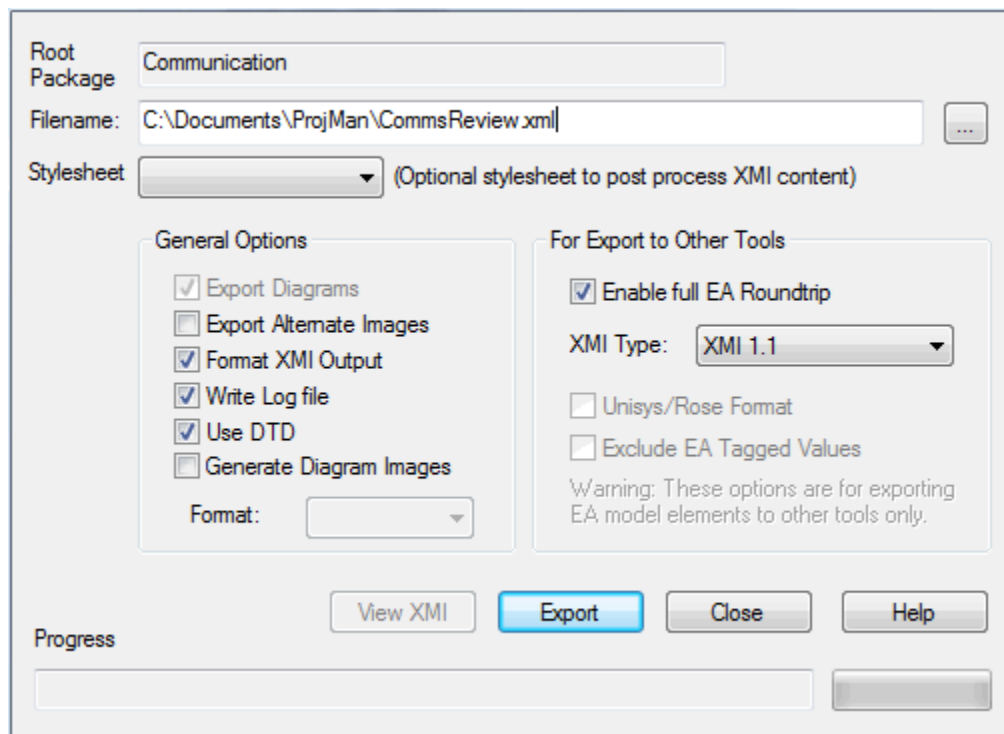 Root
Package
Communication
Filename:
C:\Documents\ProjMan\CommsReview.xml
...
Stylesheet
(Optional stylesheet to post process XMI content)
General Options
Export Diagrams
Export Alternate Images
Format XMI Output
Write Log file
Use DTD
Generate Diagram Images
Format:
For Export to Other Tools
Enable full EA Roundtrip
XMI Type:
XMI 1.1
Unisys/Rose Format
Exclude EA Tagged Values
Warning: These options are for exporting
EA model elements to other tools only.
View XMI
Export
Close
Help
Progress